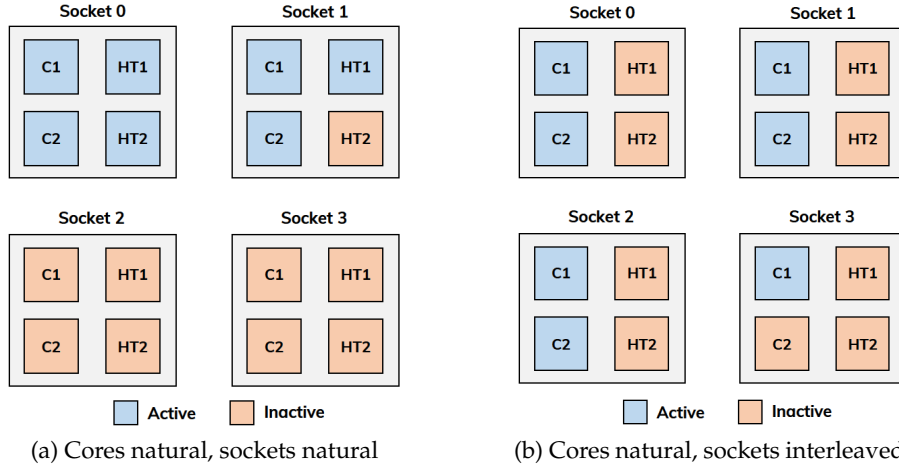 Socket 0 Socket 1 Socket 0 Socket 1
C1 HT1 C1 HT1 C1 HT1 C1 HT1
C2 HT2 C2 HT2 C2 HT2 C2 HT2
Socket 2 Socket 3 Socket 2 Socket 3
C1 HT1 C1 HT1 C1 HT1 C1 HT1
C2 HT2 C2 HT2 C2 HT2 C2 HT2
Active Inactive Active Inactive
(a) Cores natural, sockets natural (b) Cores natural, sockets interleaved